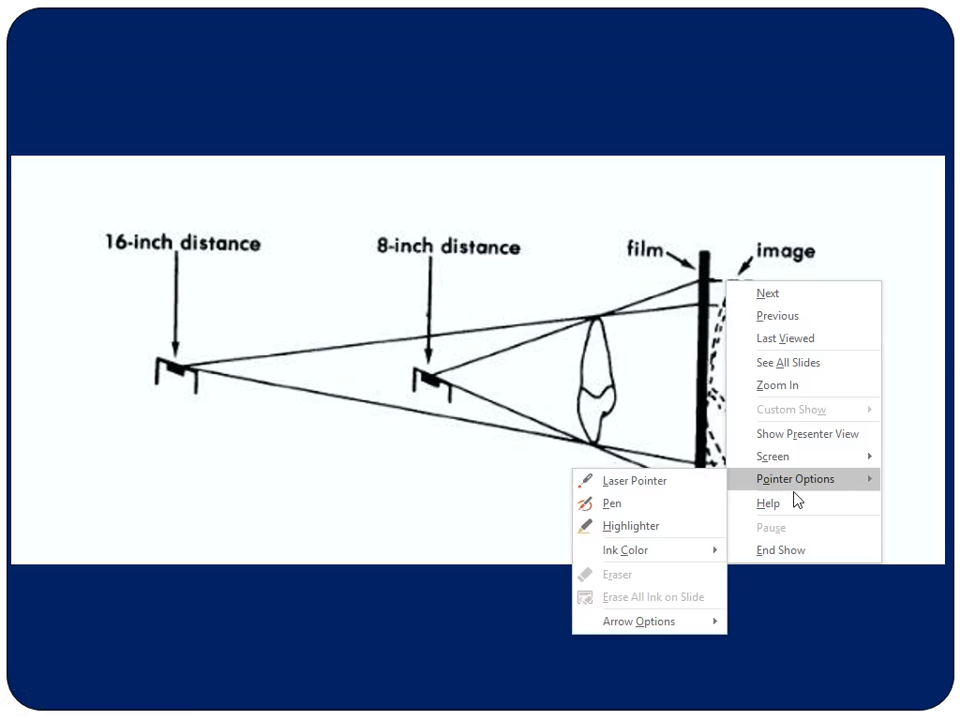 16-inch distance
8-inch distance
film
image
Next
Previous
Last Viewed
See All Slides
Zoom In
Custom Show
Show Presenter View
Screen
Pointer Options
Help
Pause
End Show
Laser Pointer
Pen
Highlighter
Ink Color
Eraser
Erase All Ink on Slide
Arrow Options